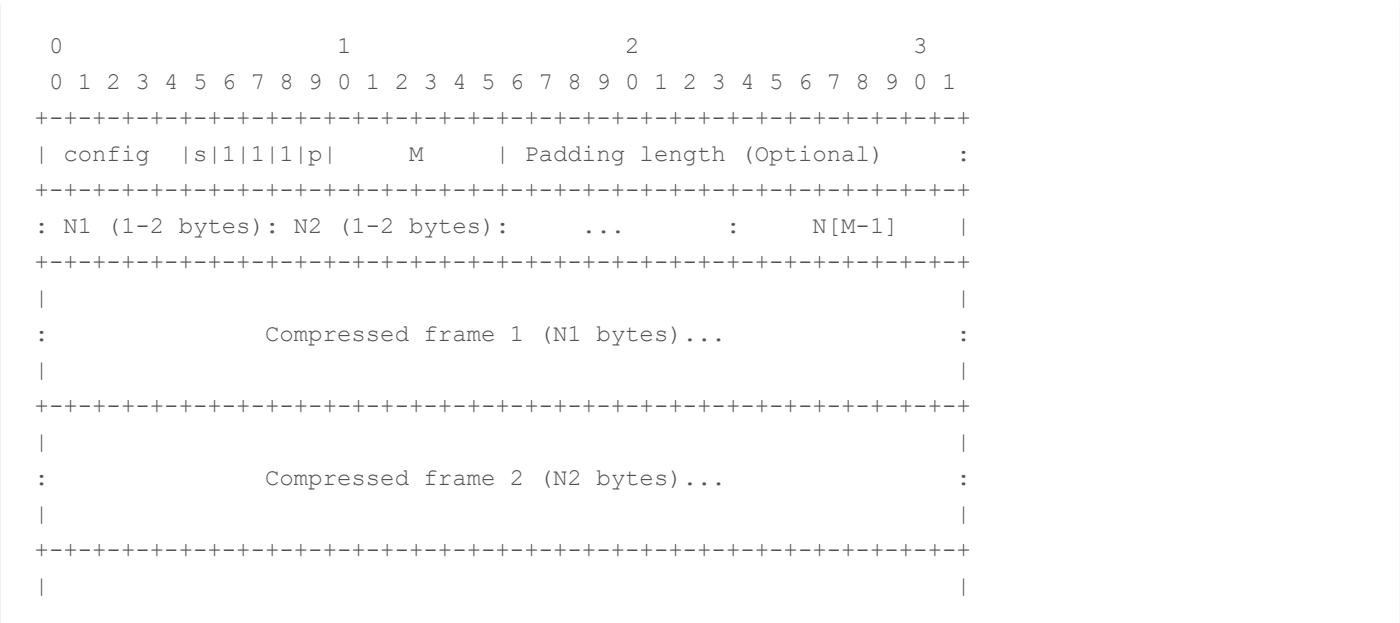 0                   1                   2                   3
 0 1 2 3 4 5 6 7 8 9 0 1 2 3 4 5 6 7 8 9 0 1 2 3 4 5 6 7 8 9 0 1
+-+-+-+-+-+-+-+-+-+-+-+-+-+-+-+-+-+-+-+-+-+-+-+-+-+-+-+-+-+-+-+-+
| config  |s|1|1|1|p|     M     | Padding length (Optional)     :
+-+-+-+-+-+-+-+-+-+-+-+-+-+-+-+-+-+-+-+-+-+-+-+-+-+-+-+-+-+-+-+-+
: N1 (1-2 bytes): N2 (1-2 bytes):     ...       :     N[M-1]    |
+-+-+-+-+-+-+-+-+-+-+-+-+-+-+-+-+-+-+-+-+-+-+-+-+-+-+-+-+-+-+-+-+
|                                                               |
:               Compressed frame 1 (N1 bytes)...                :
|                                                               |
+-+-+-+-+-+-+-+-+-+-+-+-+-+-+-+-+-+-+-+-+-+-+-+-+-+-+-+-+-+-+-+-+
|                                                               |
:               Compressed frame 2 (N2 bytes)...                :
|                                                               |
+-+-+-+-+-+-+-+-+-+-+-+-+-+-+-+-+-+-+-+-+-+-+-+-+-+-+-+-+-+-+-+-+
|                                                               |